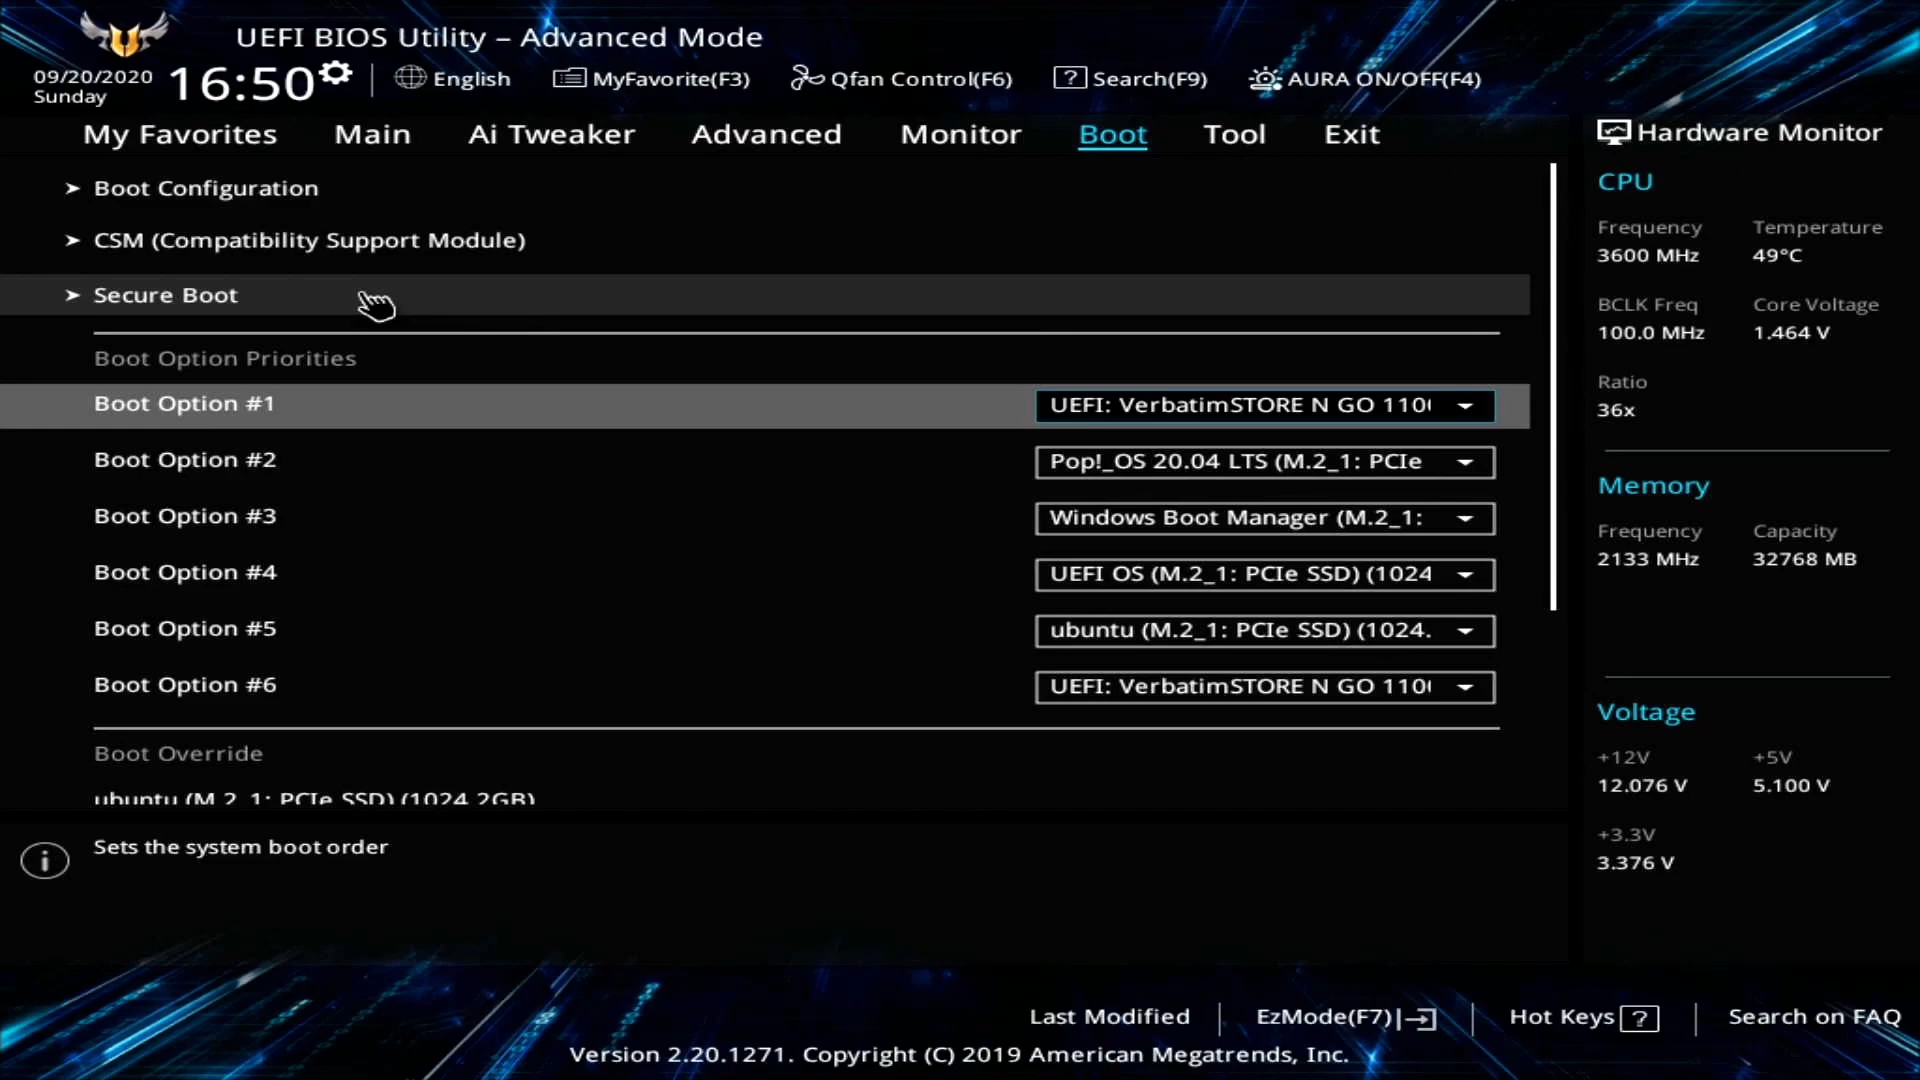 UEFI BIOS Utility – Advanced Mode
09/20/2020
Sunday
16:50
English
MyFavorite(F3)
Qfan Control(F6)
? Search(F9)
AURA ON/OFF(F4)
My Favorites
Main
Ai Tweaker
Advanced
Monitor
Boot
Tool
Exit
Boot Configuration
CSM (Compatibility Support Module)
Secure Boot
Boot Option Priorities
Boot Option #1 UEFI: VerbatimSTORE N GO 110
Boot Option #2 Pop!_OS 20.04 LTS (M.2_1: PCIe
Boot Option #3 Windows Boot Manager (M.2_1:
Boot Option #4 UEFI OS (M.2_1: PCIe SSD) (1024
Boot Option #5 ubuntu (M.2_1: PCIe SSD) (1024.
Boot Option #6 UEFI: VerbatimSTORE N GO 110
Boot Override
ubuntu (M.2_1: PCIe SSD) (1024.2GB)
i Sets the system boot order
Hardware Monitor
CPU
Frequency Temperature
3600 MHz 49°C
BCLK Freq Core Voltage
100.0 MHz 1.464 V
Ratio
36x
Memory
Frequency Capacity
2133 MHz 32768 MB
Voltage
+12V +5V
12.076 V 5.100 V
+3.3V
3.376 V
Last Modified
EzMode(F7)
Hot Keys ?
Search on FAQ
Version 2.20.1271. Copyright (C) 2019 American Megatrends, Inc.